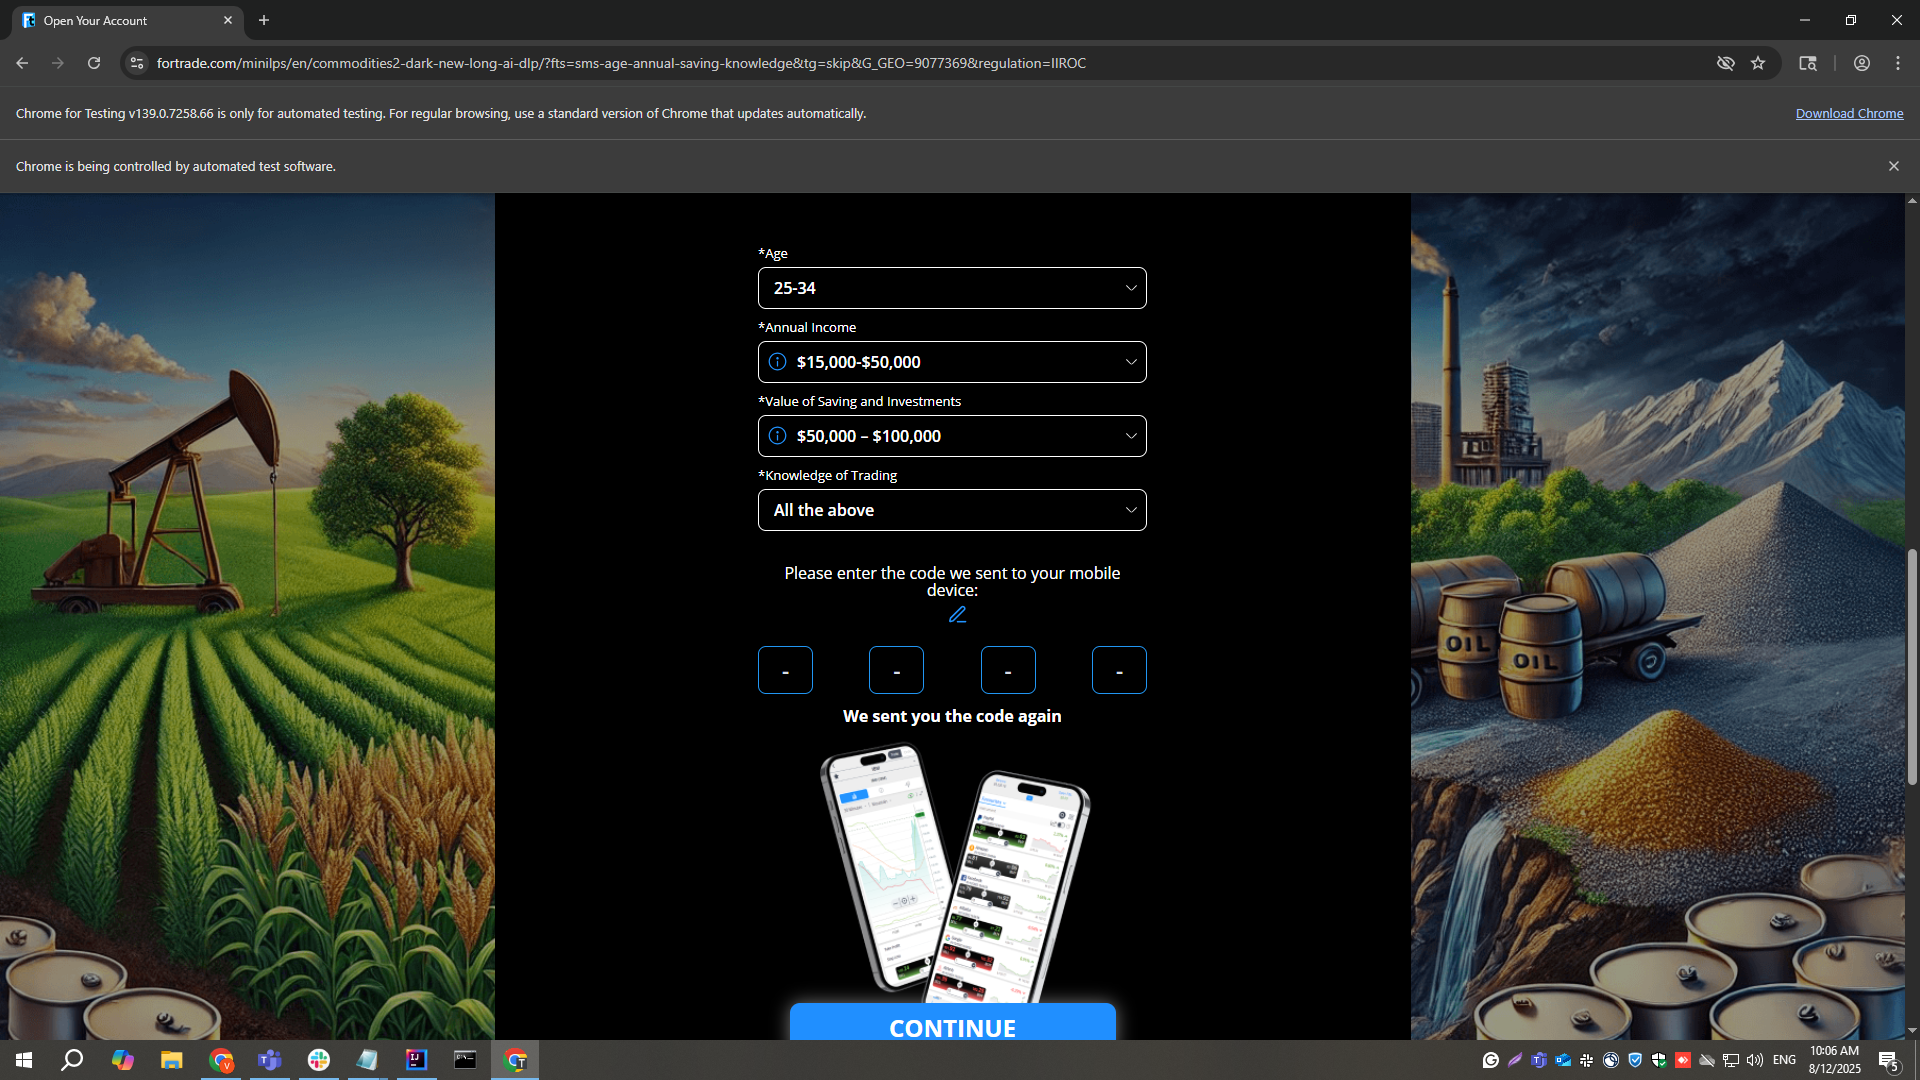 Open Your Account
fortrade.com/minilps/en/commodities2-dark-new-long-ai-dlp/?fts=sms-age-annual-saving-knowledge&tg=skip&G_GEO=9077369&regulation=IIROC
Chrome for Testing v139.0.7258.66 is only for automated testing. For regular browsing, use a standard version of Chrome that updates automatically.
Download Chrome
Chrome is being controlled by automated test software.
*Age
25-34
*Annual Income
$15,000-$50,000
*Value of Saving and Investments
$50,000 – $100,000
*Knowledge of Trading
All the above
Please enter the code we sent to your mobile
device:
- - - -
We sent you the code again
CONTINUE
OIL
OIL
ENG
10:06 AM
8/12/2025
5